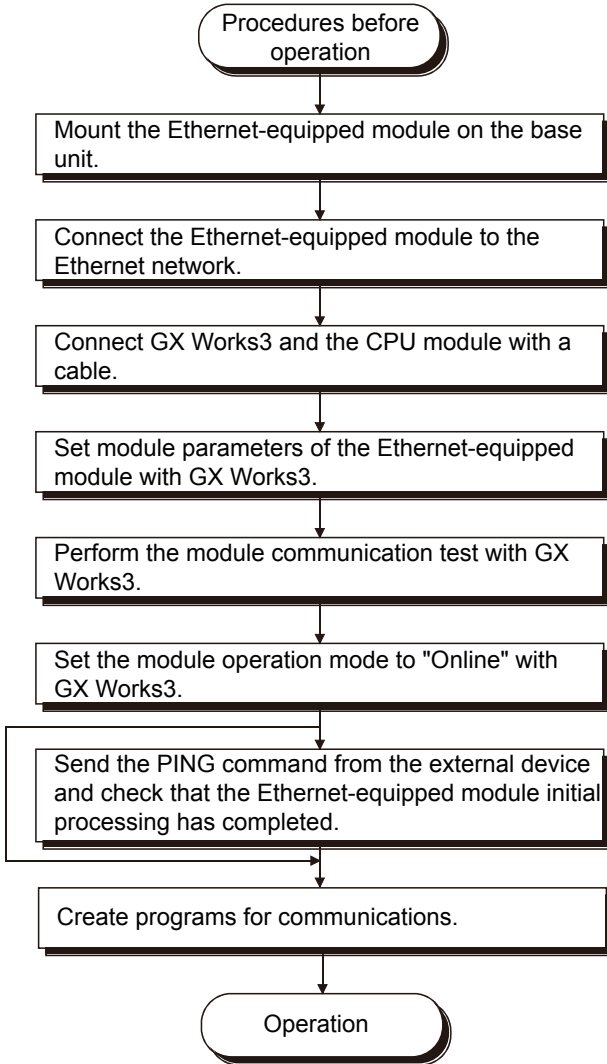 Procedures before
operation
Mount the Ethernet-equipped module on the base
unit.
Connect the Ethernet-equipped module to the
Ethernet network.
Connect GX Works3 and the CPU module with a
cable.
Set module parameters of the Ethernet-equipped
module with GX Works3.
Perform the module communication test with GX
Works3.
Set the module operation mode to "Online" with
GX Works3.
Send the PING command from the external device
and check that the Ethernet-equipped module initial
processing has completed.
Create programs for communications.
Operation